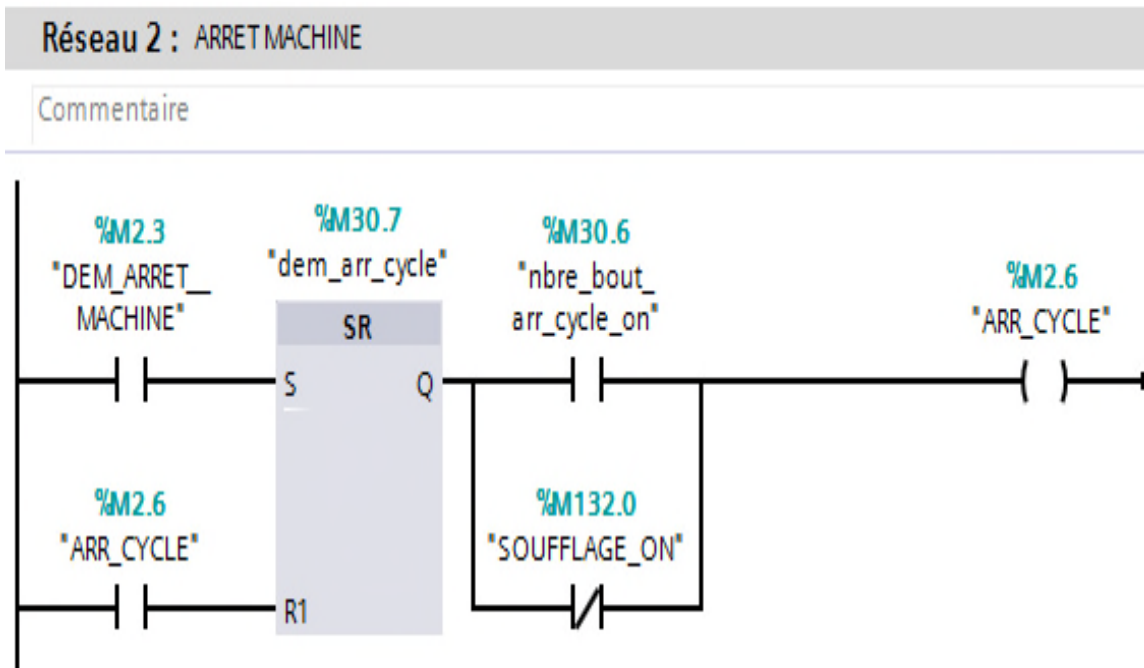 Réseau 2 : ARRET MACHINE
Commentaire
%M2.3
"DEM_ARRET__
MACHINE"
%M30.7
"dem_arr_cycle"
SR
S
Q
R1
%M30.6
"nbre_bout_
arr_cycle_on"
%M2.6
"ARR_CYCLE"
%M2.6
"ARR_CYCLE"
%M132.0
"SOUFFLAGE_ON"